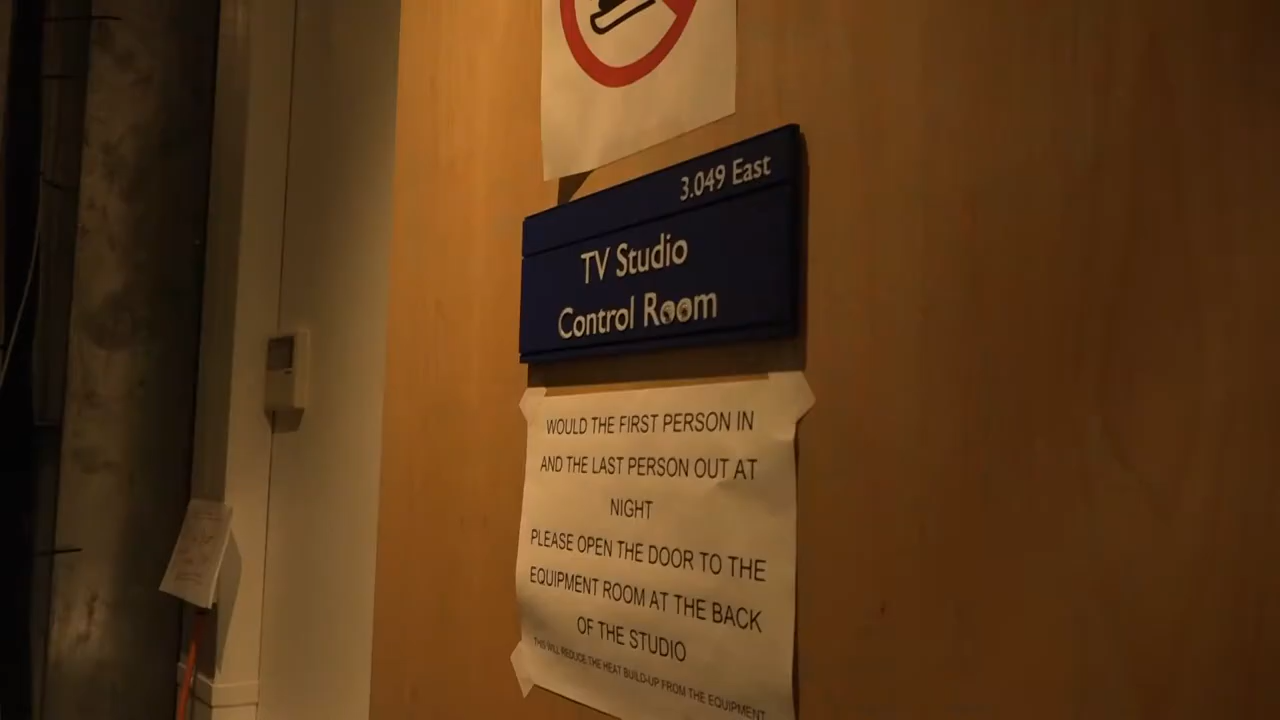 3.049 East
TV Studio
Control Room
WOULD THE FIRST PERSON IN
AND THE LAST PERSON OUT AT
NIGHT
PLEASE OPEN THE DOOR TO THE
EQUIPMENT ROOM AT THE BACK
OF THE STUDIO
THIS WILL REDUCE THE HEAT BUILD-UP FROM THE EQUIPMENT